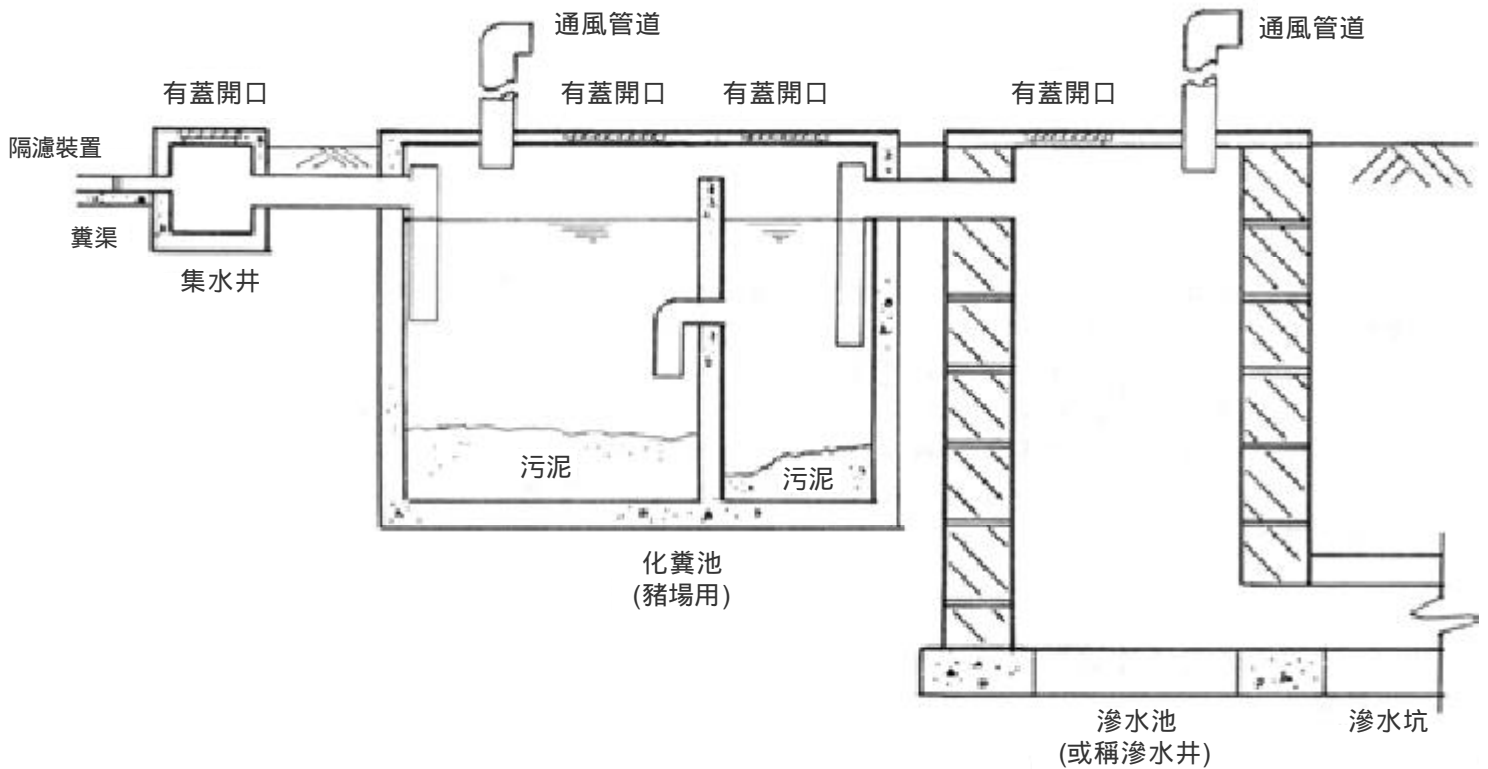 通風管道
通風管道
有蓋開口
有蓋開口
有蓋開口
有蓋開口
隔濾裝置
糞渠
集水井
污泥
污泥
化糞池
(豬場用)
滲水池
(或稱滲水井)
滲水坑